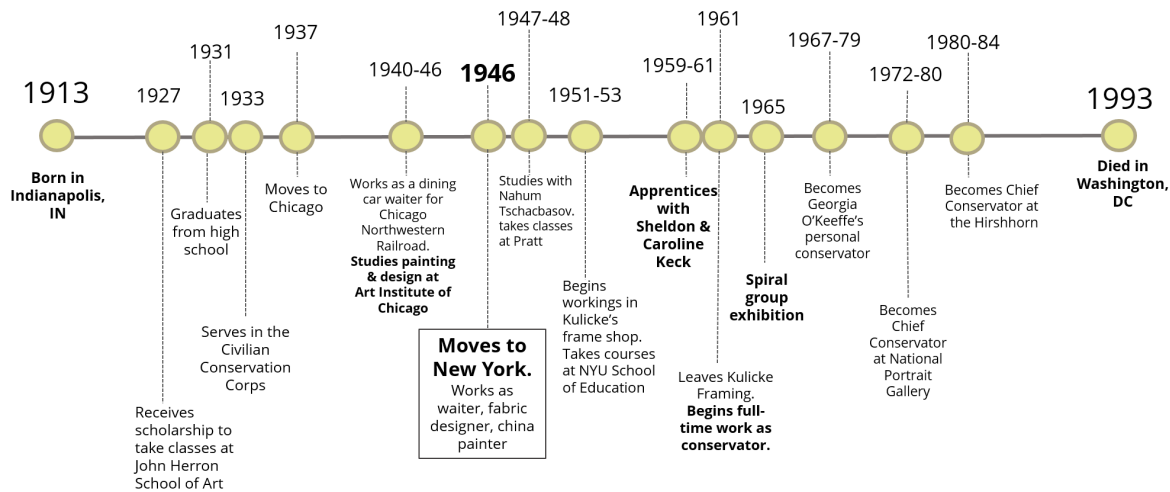 1913
Born in
Indianapolis,
IN
1927
Receives
scholarship to
take classes at
John Herron
School of Art
1931
Graduates
from high
school
1933
Serves in the
Civilian
Conservation
Corps
1937
Moves to
Chicago
1940-46
Works as a dining
car waiter for
Chicago
Northwestern
Railroad.
Studies painting
& design at
Art Institute of
Chicago
1946
Moves to
New York.
Works as
waiter, fabric
designer, china
painter
1947-48
Studies with
Nahum
Tschacbasov.
takes classes
at Pratt
1951-53
Begins
workings in
Kulicke’s
frame shop.
Takes courses
at NYU School
of Education
1959-61
Apprentices
with
Sheldon &
Caroline
Keck
1961
Leaves Kulicke
Framing.
Begins full-
time work as
conservator.
1965
Spiral
group
exhibition
1967-79
Becomes
Georgia
O’Keeffe’s
personal
conservator
1972-80
Becomes
Chief
Conservator
at National
Portrait
Gallery
1980-84
Becomes Chief
Conservator at
the Hirshhorn
1993
Died in
Washington,
DC